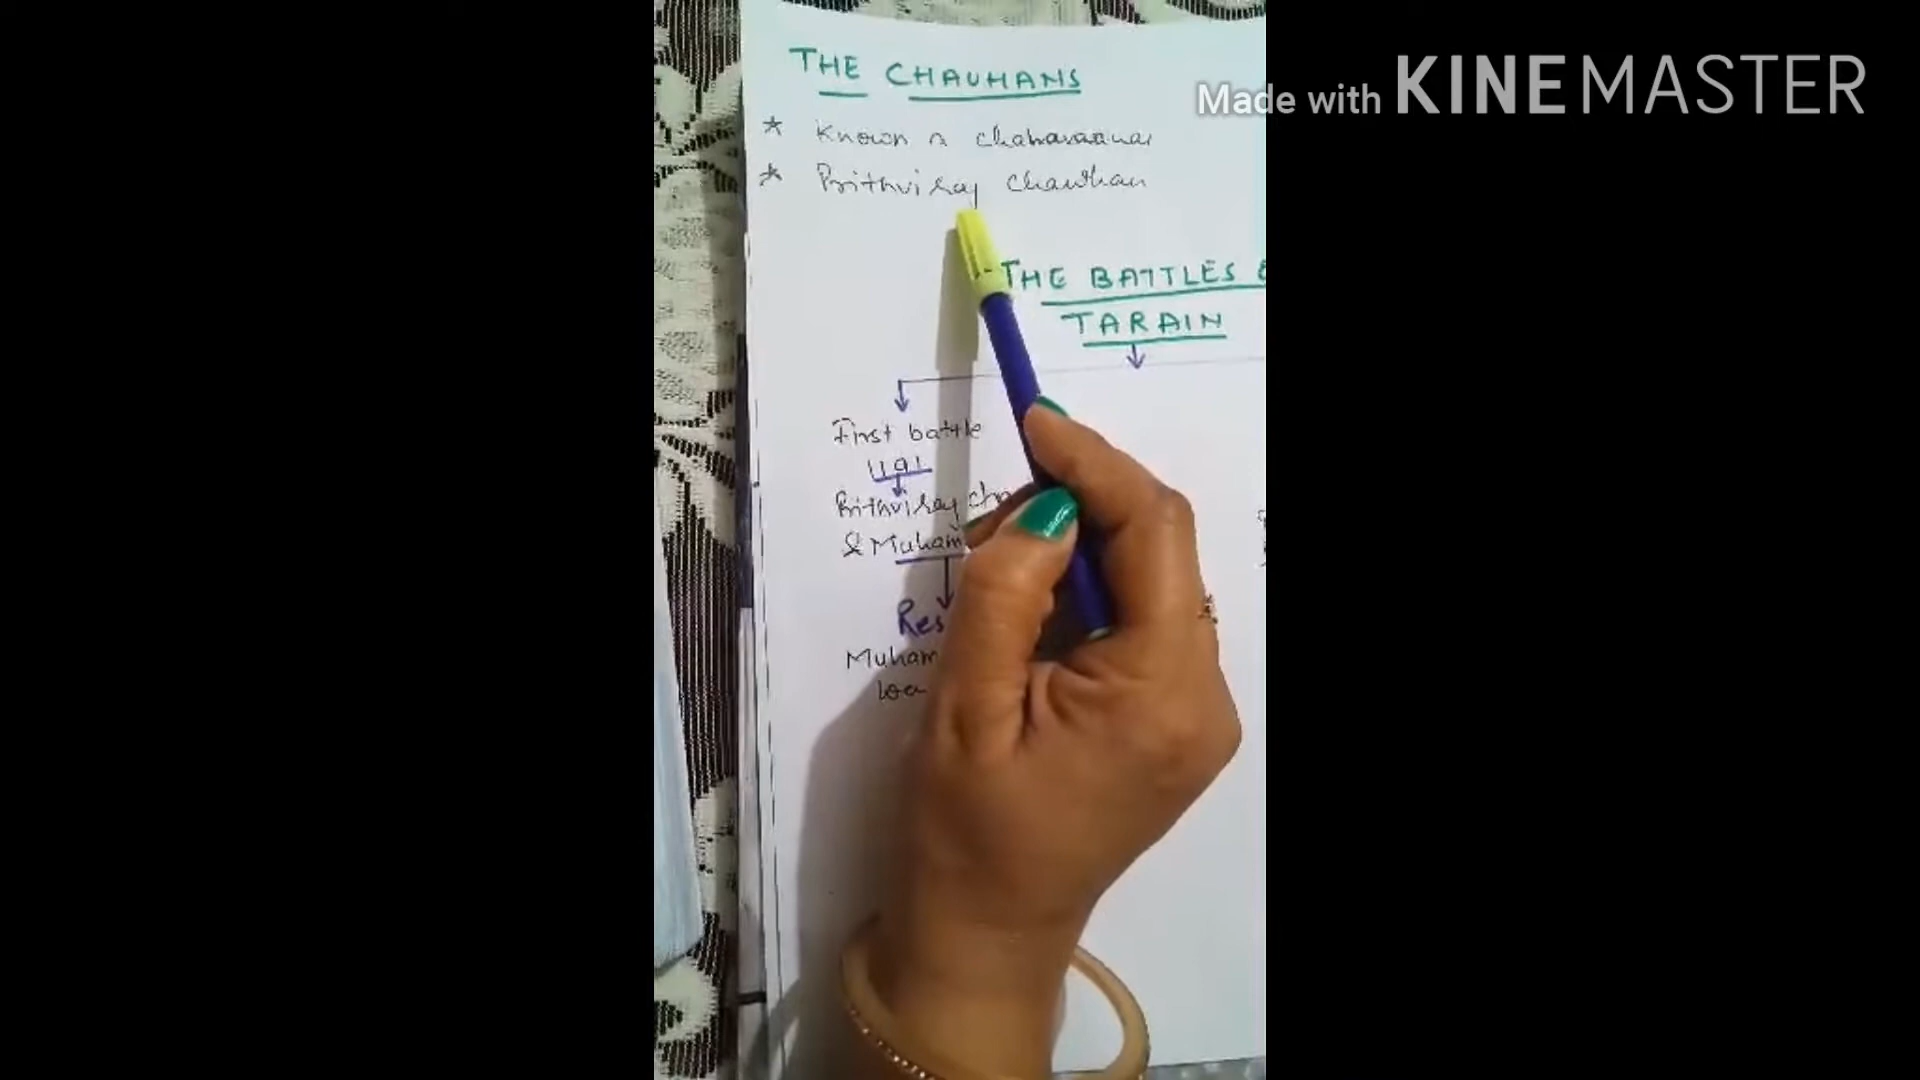 THE CHAUHANS
Made with KINEMASTER
* Known as
* Prithviraj Chauhan
THE BATTLES
TARAIN
First battle
1191
Prithviraj Cha
& Muham
Res
Muham